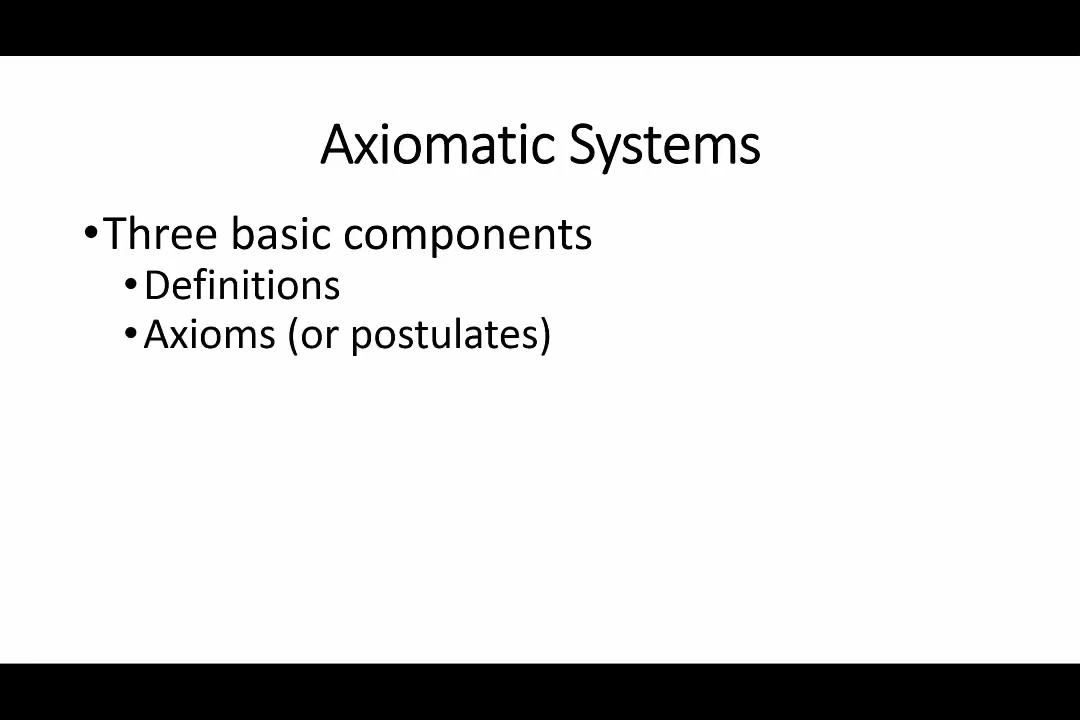 Axiomatic Systems
•Three basic components
•Definitions
•Axioms (or postulates)